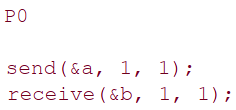 P0
send(&a, 1, 1);
receive(&b, 1, 1);